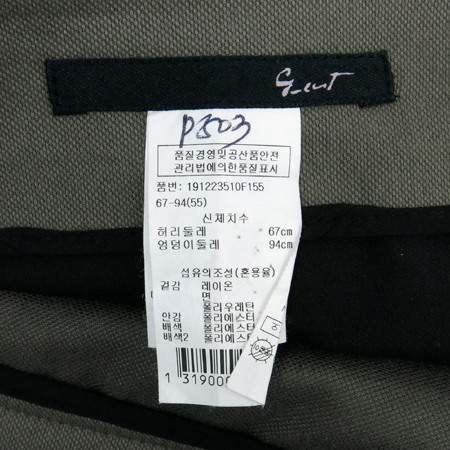 G_cut
P503
품질경영및공산품안전
관리법에의한품질표시
품번: 191223510F155
67-94(55)
신체치수
허리둘레 67cm
엉덩이둘레 94cm
섬유의조성(혼용율)
겉감 레이온
면
폴리우레탄
안감 폴리에스터
배색 폴리에스터
배색2 폴리에스터
1 319000